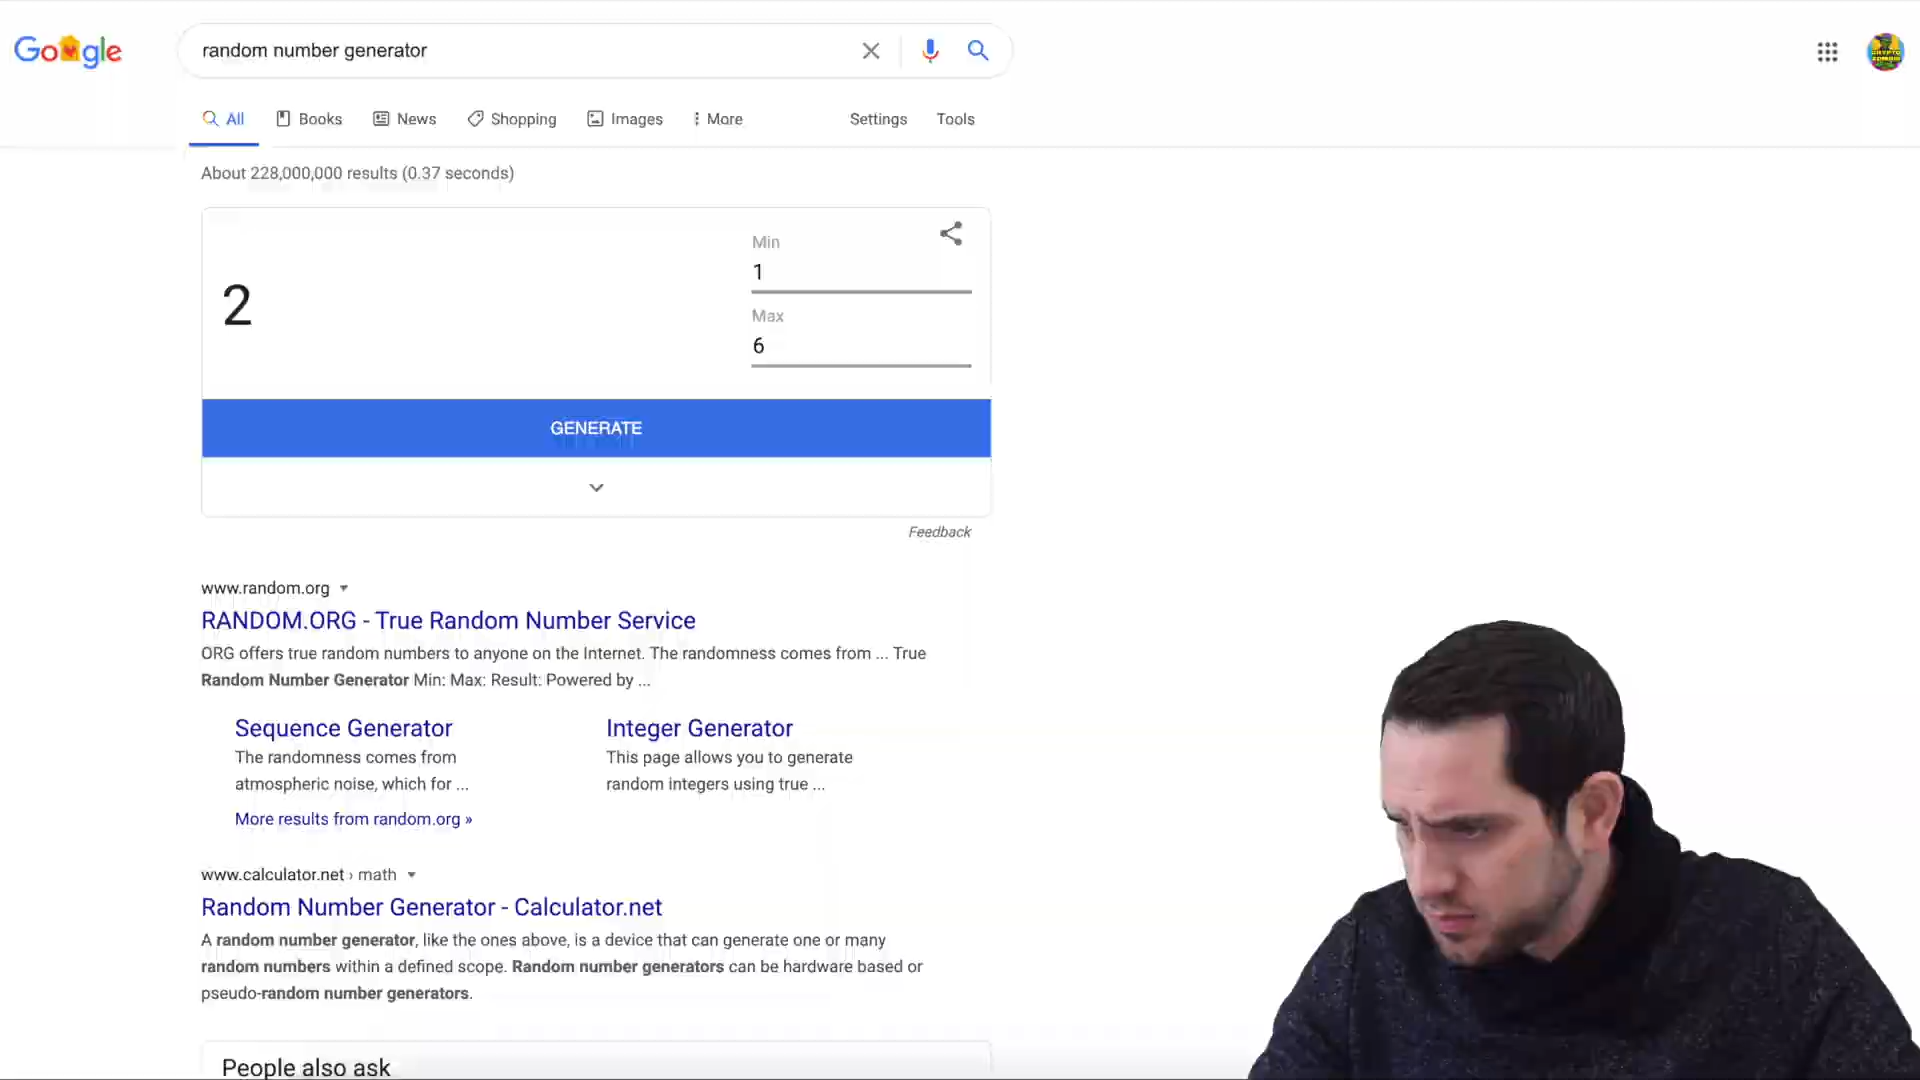 Google
random number generator
All
Books
News
Shopping
Images
More
Settings
Tools
About 228,000,000 results (0.37 seconds)
2
Min
1
Max
6
GENERATE
Feedback
www.random.org
RANDOM.ORG - True Random Number Service
ORG offers true random numbers to anyone on the Internet. The randomness comes from ... True
Random Number Generator Min: Max: Result: Powered by ...
Sequence Generator
The randomness comes from
atmospheric noise, which for ...
Integer Generator
This page allows you to generate
random integers using true ...
More results from random.org »
www.calculator.net › math
Random Number Generator - Calculator.net
A random number generator, like the ones above, is a device that can generate one or many
random numbers within a defined scope. Random number generators can be hardware based or
pseudo-random number generators.
People also ask